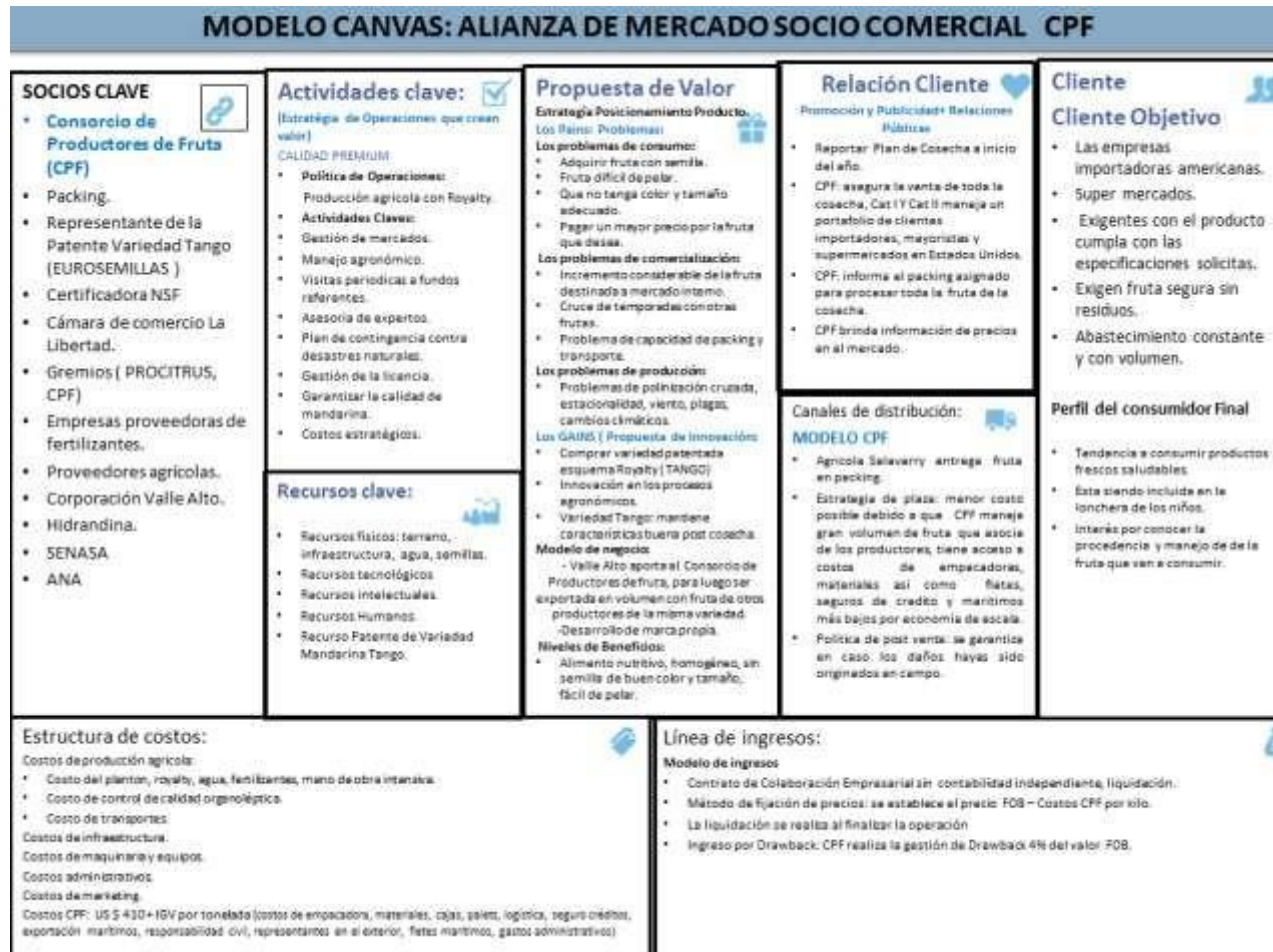 MODELO CANVAS: ALIANZA DE MERCADO SOCIO COMERCIAL CPF
SOCIOS CLAVE
• Consorcio de
Productores de Fruta
(CPF)
• Packing.
• Representante de la
Patente Variedad Tango
(EUROSEMILLAS )
• Certificadora NSF
• Cámara de comercio La
Libertad.
• Gremios ( PROCITRUS,
CPF)
• Empresas proveedoras de
fertilizantes.
• Proveedores agrícolas.
• Corporación Valle Alto.
• Hidrandina.
• SENASA
• ANA
Actividades clave:
(Estratégia de Operaciones que crean
valor)
CALIDAD PREMIUM
• Política de Operaciones:
Producción agricola con Royalty.
• Actividades Claves:
• Gestión de mercados.
• Manejo agronómico.
• Visitas periodicas a fundos
referentes.
• Asesoria de expertos.
• Plan de contingencia contra
desastres naturales.
• Gestión de la licencia.
• Garantizar la calidad de
mandarina.
• Costos estratégicos.
Recursos clave:
• Recursos físicos: terreno,
infraestructura, agua, semillas.
• Recursos tecnológicos
• Recursos intelectuales.
• Recursos Humanos.
• Recurso Patente de Variedad
Mandarina Tango.
Propuesta de Valor
Estrategia Posicionamiento Producto.
Los Pains: Problemas:
Los problemas de consumo:
• Adquirir fruta con semilla.
• Fruta dificil de pelar.
• Que no tenga color y tamaño
adecuado.
• Pagar un mayor precio por la fruta
que desea.
Los problemas de comercialización:
• Incremento considerable de la fruta
destinada a mercado interno.
• Cruce de temporadas con otras
frutas.
• Problema de capacidad de packing y
transporte.
Los problemas de producción:
• Problemas de polinización cruzada,
estacionalidad, viento, plagas,
cambios climáticos.
Los GAINS ( Propuesta de Innovación:
• Comprar variedad patentada
esquema Royalty ( TANGO)
• Innovación en los procesos
agronómicos.
• Variedad Tango: mantiene
características buena post cosecha.
Modelo de negocio:
- Valle Alto aporta al Consorcio de
Productores de fruta, para luego ser
exportada en volumen con fruta de otros
productores de la misma variedad.
-Desarrollo de marca propia.
Niveles de Beneficios:
• Alimento nutritivo, homogéneo, sin
semilla de buen color y tamaño,
fácil de pelar.
Relación Cliente
Promoción y Publicidad+ Relaciones
Públicas
• Reportar Plan de Cosecha a inicio
del año.
• CPF: asegura la venta de toda la
cosecha, Cat I Y Cat II maneja un
portafolio de clientes
importadores, mayoristas y
supermercados en Estados Unidos.
• CPF: informa el packing asignado
para procesar toda la fruta de la
cosecha.
• CPF brinda información de precios
en el mercado.
Canales de distribución:
MODELO CPF
• Agricola Salaverry entrega fruta
en packing.
• Estrategia de plaza: menor costo
posible debido a que CPF maneja
gran volumen de fruta que asocia
de los productores, tiene acceso a
costos de empacadoras,
materiales así como fletes,
seguros de credito y marítimos
más bajos por economía de escala.
• Politica de post venta: se garantiza
en caso los daños hayas sido
originados en campo.
Cliente
Cliente Objetivo
• Las empresas
importadoras americanas.
• Super mercados.
• Exigentes con el producto
cumpla con las
especificaciones solicitas.
• Exigen fruta segura sin
residuos.
• Abastecimiento constante
y con volumen.
Perfil del consumidor Final
• Tendencia a consumir productos
frescos saludables
• Esta siendo incluida en la
lonchera de los niños.
• Interés por conocer la
procedencia y manejo de de la
fruta que van a consumir.
Estructura de costos:
Costos de producción agricola:
• Costo del planton, royalty, agua, fertilizantes, mano de obra intensiva.
• Costo de control de calidad organoléptica.
• Costo de transportes.
Costos de infraestructura.
Costos de maquinaria y equipos.
Costos administrativos.
Costos de marketing.
Costos CPF: US $ 410 + IGV por tonelada (costos de empacadora, materiales, cajas, palets, logística, seguro créditos,
exportación marítimos, responsabilidad civil, representantes en el exterior, fletes marítimos, gastos administrativos)
Línea de ingresos:
Modelo de ingresos
• Contrato de Colaboración Empresarial sin contabilidad independiente, liquidación.
• Método de fijación de precios: se establece el precio FOB – Costos CPF por kilo.
• La liquidación se realiza al finalizar la operación
• Ingreso por Drawback: CPF realiza la gestión de Drawback 4% del valor FOB.